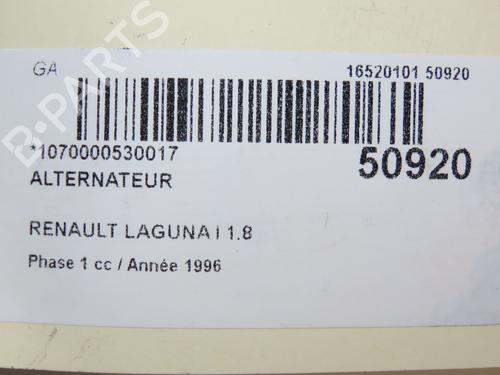 GA 16520101 50920
*1070000530017 50920
ALTERNATEUR
RENAULT LAGUNA I 1.8
Phase 1 cc / Année 1996
B-PARTS